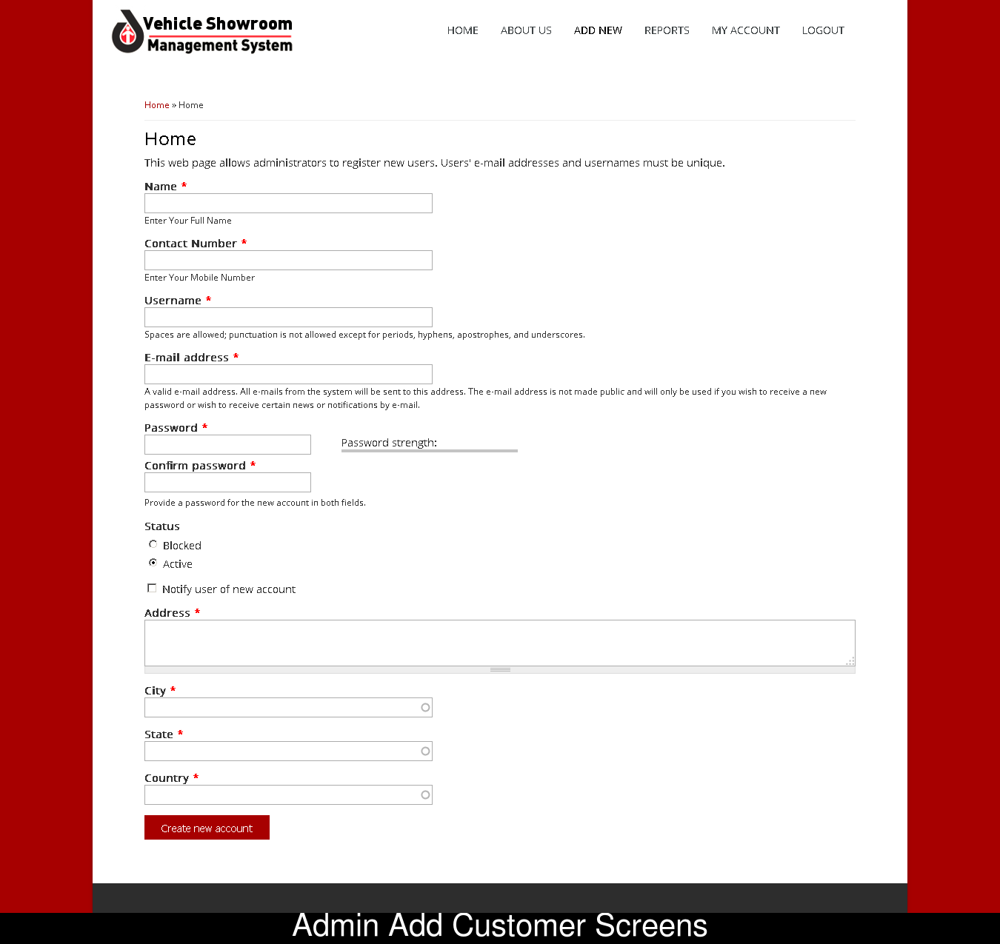 Vehicle Showroom
Management System
HOME ABOUT US ADD NEW REPORTS MY ACCOUNT LOGOUT
Home » Home
Home
This web page allows administrators to register new users. Users' e-mail addresses and usernames must be unique.
Name *
Enter Your Full Name
Contact Number *
Enter Your Mobile Number
Username *
Spaces are allowed; punctuation is not allowed except for periods, hyphens, apostrophes, and underscores.
E-mail address *
A valid e-mail address. All e-mails from the system will be sent to this address. The e-mail address is not made public and will only be used if you wish to receive a new
password or wish to receive certain news or notifications by e-mail.
Password *
Password strength:
Confirm password *
Provide a password for the new account in both fields.
Status
Blocked
Active
Notify user of new account
Address *
City *
State *
Country *
Create new account
Admin Add Customer Screens